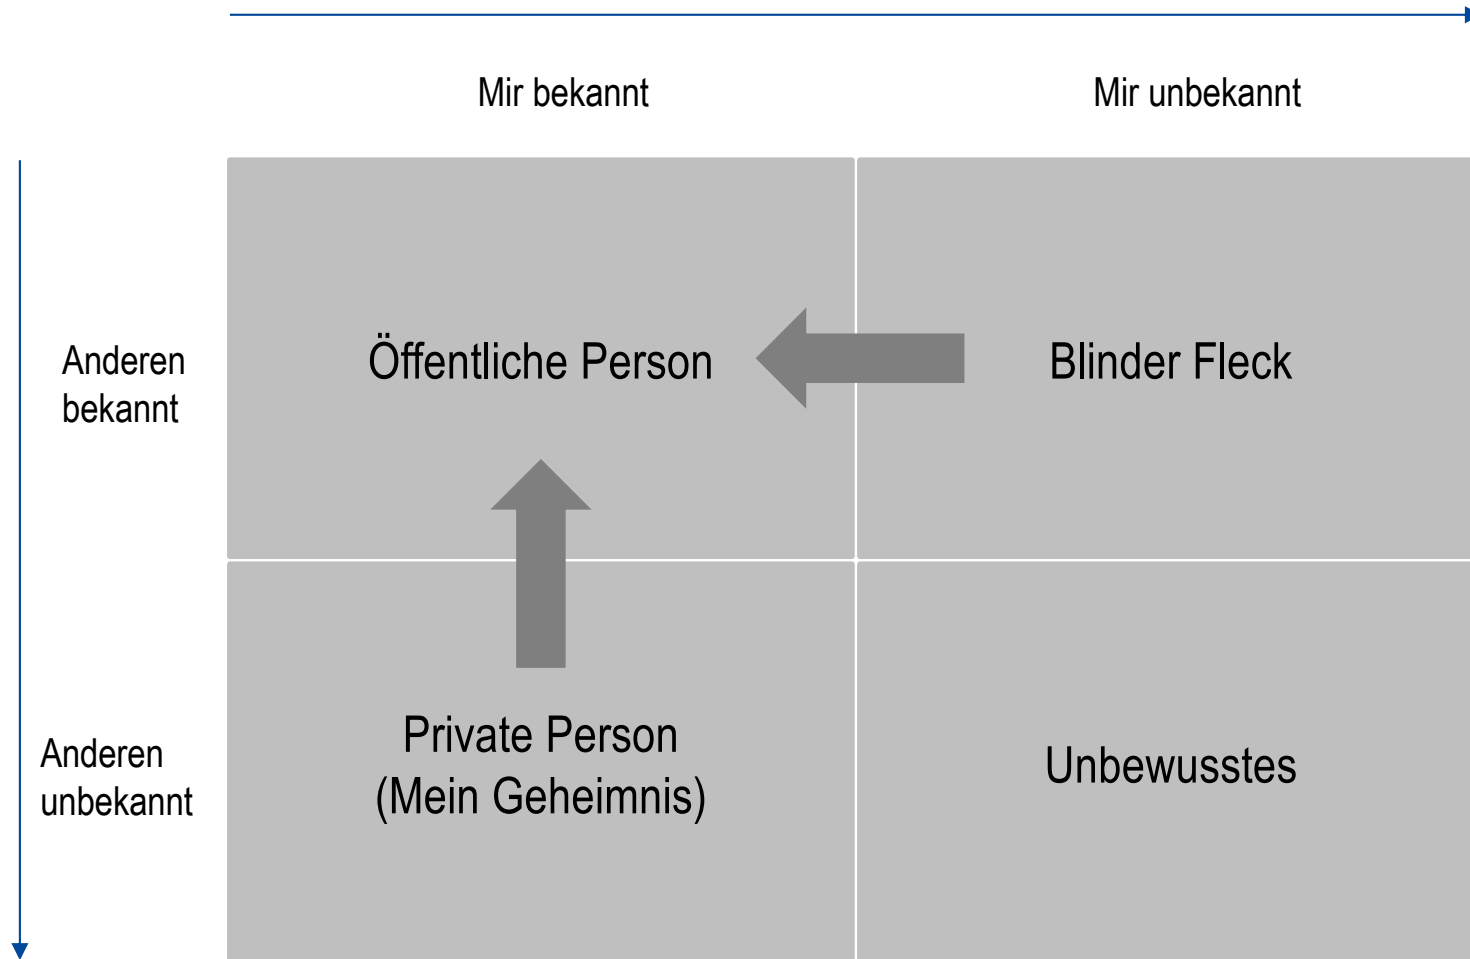 Mir bekannt
Mir unbekannt
Anderen
bekannt
Öffentliche Person
Blinder Fleck
Anderen
unbekannt
Private Person
(Mein Geheimnis)
Unbewusstes